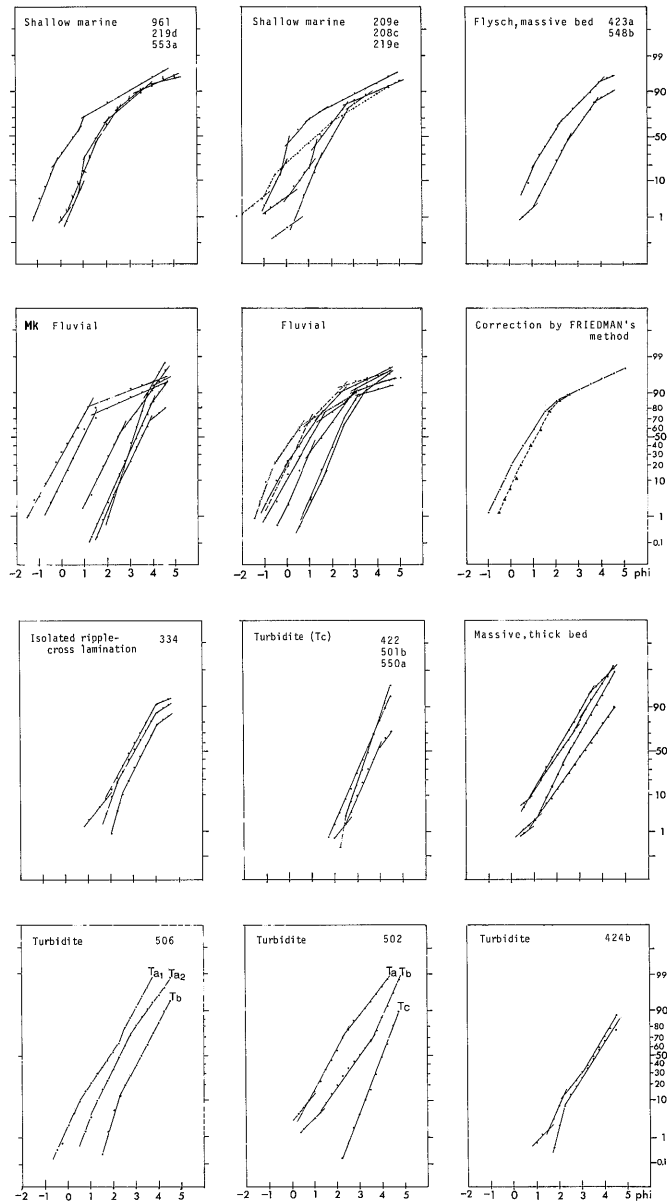 Shallow marine 961
219d
553a
Shallow marine 209e
208c
219e
Flysch, massive bed 423a
548b
99
90
50
10
1
Mk Fluvial
Fluvial
Correction by FRIEDMAN's
method
99
90
80
70
60
50
40
30
20
10
1
0.1
-2 -1 0 1 2 3 4 5
-2 -1 0 1 2 3 4 5
-2 -1 0 1 2 3 4 5 phi
Isolated ripple- 334
cross lamination
Turbidite (Tc) 422
501b
550a
Massive, thick bed
90
50
10
1
Turbidite 506
Ta1 Ta2
Tb
Turbidite 502
Ta Tb
Tc
Turbidite 424b
99
90
80
70
60
50
40
30
20
10
1
0.1
-2 -1 0 1 2 3 4 5
-2 -1 0 1 2 3 4 5
-2 -1 0 1 2 3 4 5 phi